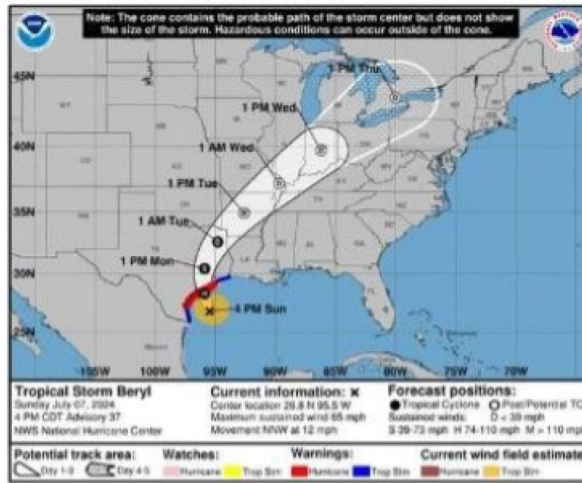 Note: The cone contains the probable path of the storm center but does not show
the size of the storm. Hazardous conditions can occur outside of the cone.
1 PM Thu
45N
D
1 PM Wed
40N
1 AM Wed
D
1 PM Tue
35N
1 AM Tue
1 PM Mon
30N
4 PM Sun
25N
Mexico
105W 100W 95W 90W 85W 80W 75W 70W
Tropical Storm Beryl
Sunday July 07, 2024
4 PM CDT Advisory 37
NWS National Hurricane Center
Current information: x
Center location 26.8 N 95.5 W
Maximum sustained wind 65 mph
Movement NNW at 12 mph
Forecast positions:
Tropical Cyclone Post/Potential TC
Sustained winds: D < 39 mph
S 39-73 mph H 74-110 mph M > 110 mph
Potential track area:
Day 1-3 Day 4-5
Watches:
Hurricane Trop Stm
Warnings:
Hurricane Trop Stm
Current wind field estimate
Hurricane Trop Stm